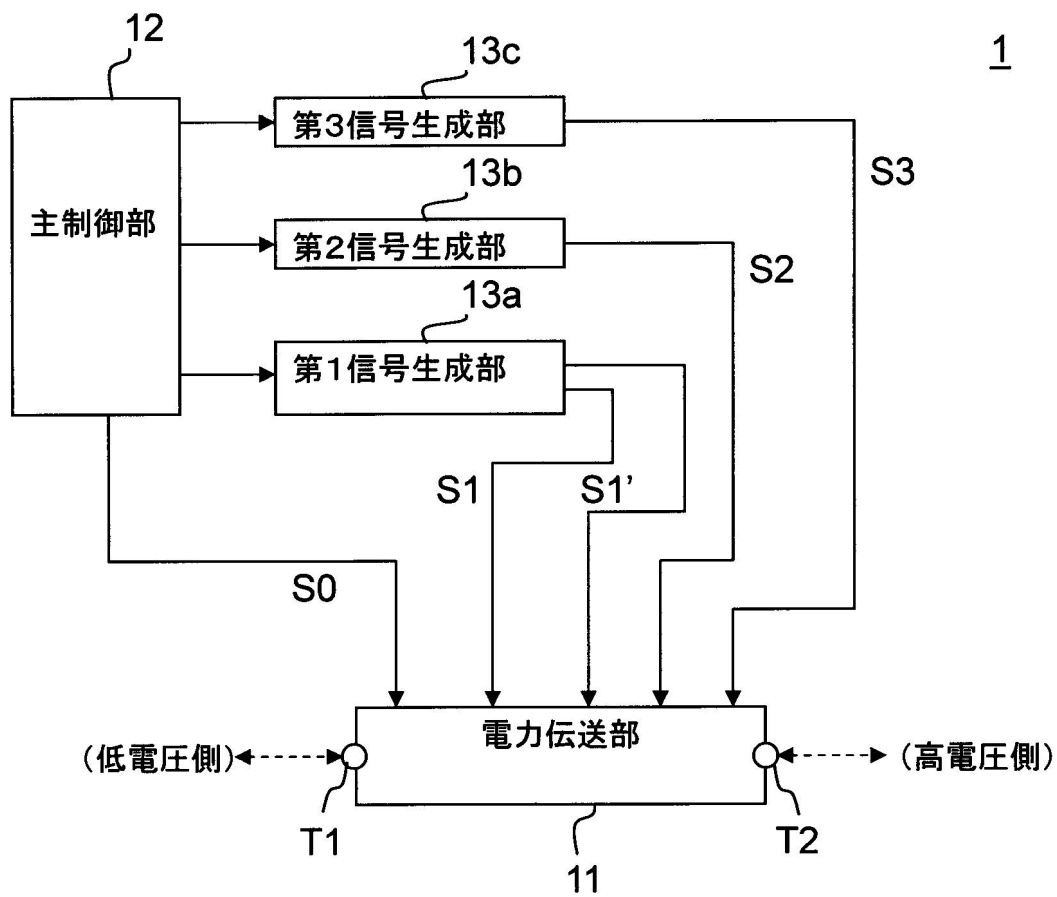 12
13c
1
第3信号生成部
S3
13b
主制御部
第2信号生成部
S2
13a
第1信号生成部
S1
S1'
S0
電力伝送部
(低電圧側)
(高電圧側)
T1
11
T2